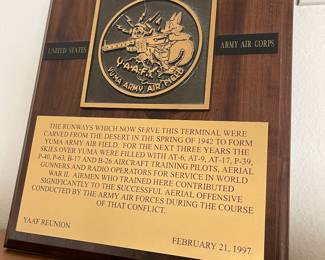 UNITED STATES
ARMY AIR CORPS
Y.A.A.F.
YUMA ARMY AIR FIELD
THE RUNWAYS WHICH NOW SERVE THIS TERMINAL WERE
CARVED FROM THE DESERT IN THE SPRING OF 1942 TO FORM
YUMA ARMY AIR FIELD. FOR THE NEXT THREE YEARS THE
SKIES OVER YUMA WERE FILLED WITH AT-6, AT-9, AT-17, P-39,
P-40, P-63, B-17 AND B-26 AIRCRAFT TRAINING PILOTS, AERIAL
GUNNERS AND RADIO OPERATORS FOR SERVICE IN WORLD
WAR II. AIRMEN WHO TRAINED HERE CONTRIBUTED
SIGNIFICANTLY TO THE SUCCESSFUL AERIAL OFFENSIVE
CONDUCTED BY THE ARMY AIR FORCES DURING THE COURSE
OF THAT CONFLICT.
YAAF REUNION
FEBRUARY 21, 1997.